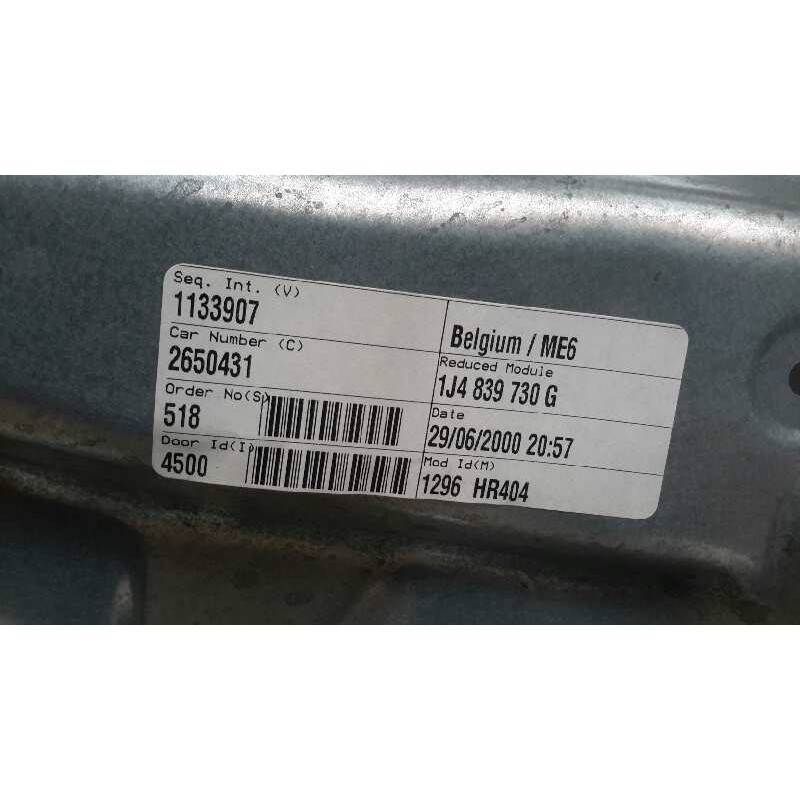 Seq. Int. (V)
1133907
Car Number (C)
2650431
Order No(S)
518
Door Id(I)
4500
Belgium / ME6
Reduced Module
1J4 839 730 G
Date
29/06/2000 20:57
Mod Id(M)
1296 HR404